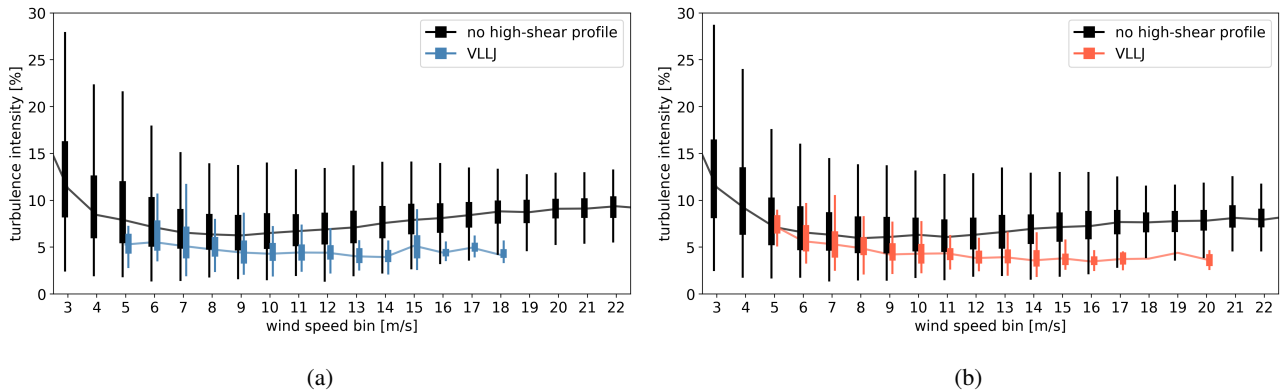 30
25
20
15
10
5
0
turbulence intensity [%]
no high-shear profile
VLLJ
3 4 5 6 7 8 9 10 11 12 13 14 15 16 17 18 19 20 21 22
wind speed bin [m/s]
(a)
30
25
20
15
10
5
0
turbulence intensity [%]
no high-shear profile
VLLJ
3 4 5 6 7 8 9 10 11 12 13 14 15 16 17 18 19 20 21 22
wind speed bin [m/s]
(b)